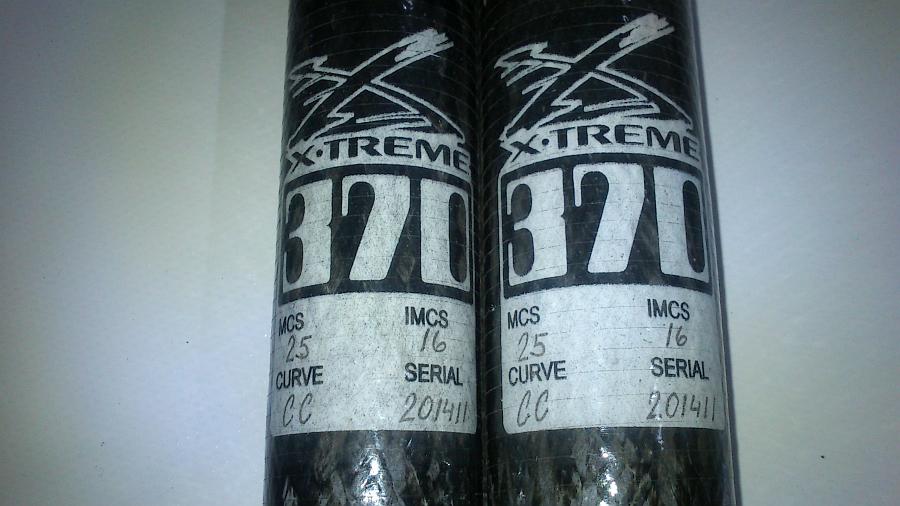 X·TREME
370
MCS IMCS
25 16
CURVE SERIAL
CC 201411
X·TREME
370
MCS IMCS
25 16
CURVE SERIAL
CC 201411